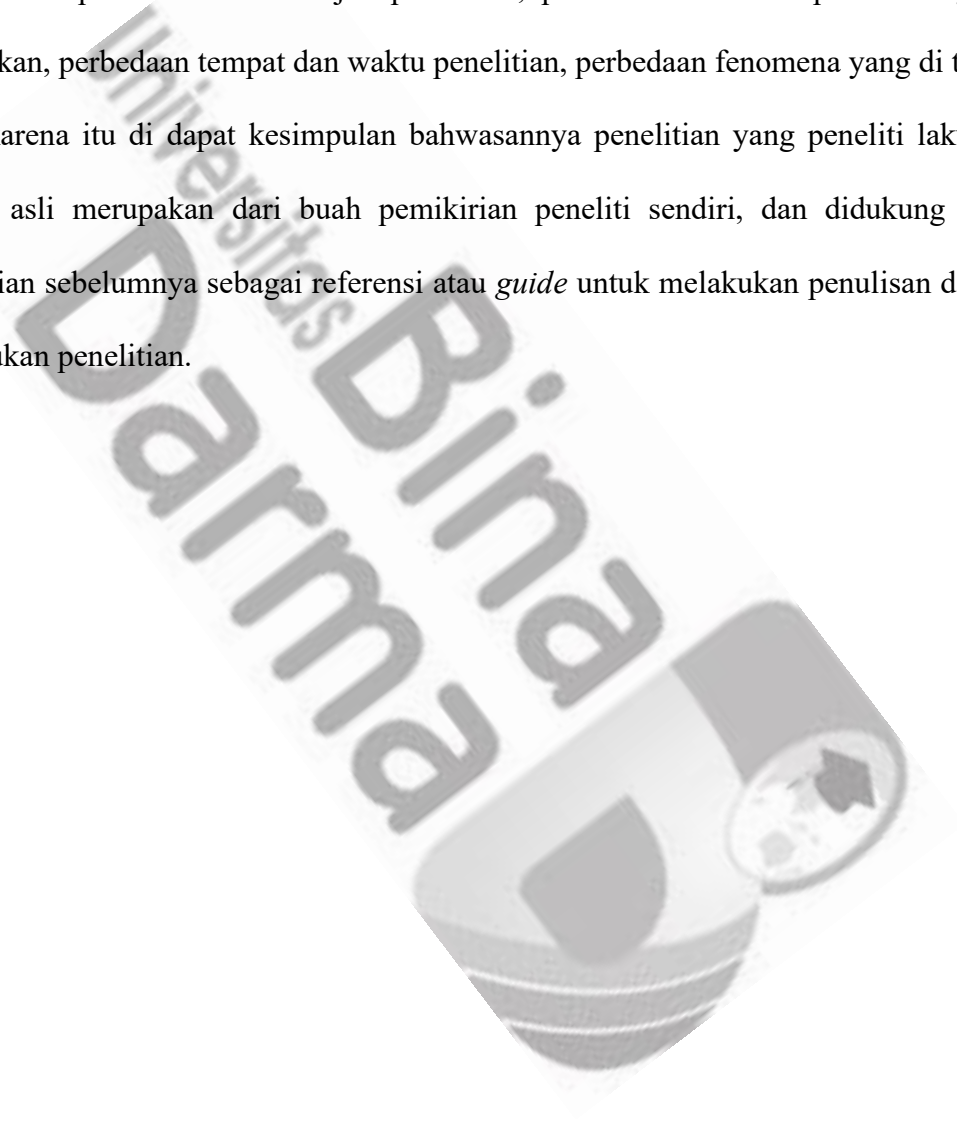 kan, perbedaan tempat dan waktu penelitian, perbedaan fenomena yang di t
arena itu di dapat kesimpulan bahwasannya penelitian yang peneliti lak
asli merupakan dari buah pemikirian peneliti sendiri, dan didukung
ian sebelumnya sebagai referensi atau guide untuk melakukan penulisan d
ukan penelitian.
Universitas
Bina
Darma